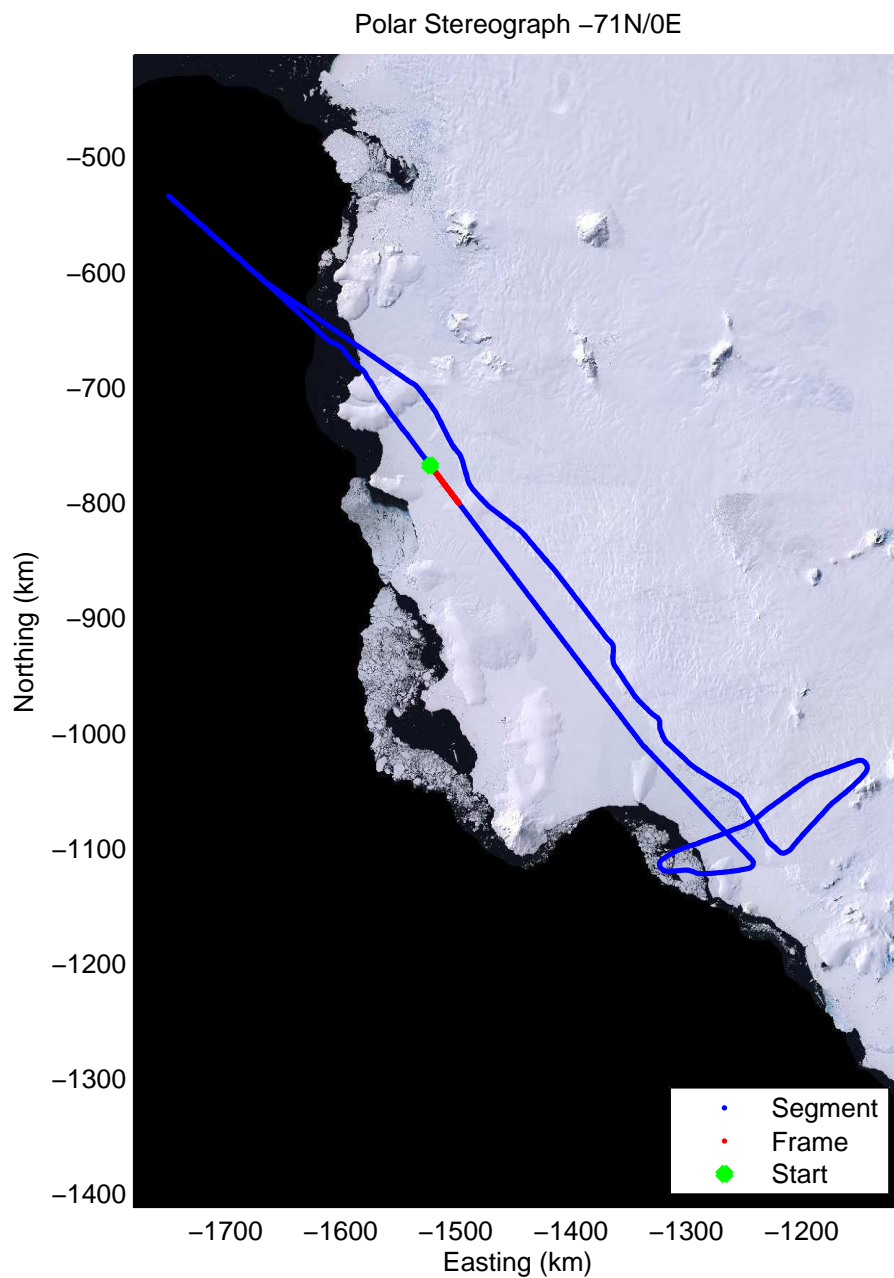 Polar Stereograph −71N/0E
−500
−600
−700
−800
−900
−1000
−1100
−1200
−1300
−1400
Northing (km)
−1700 −1600 −1500 −1400 −1300 −1200
Easting (km)
Segment
Frame
Start